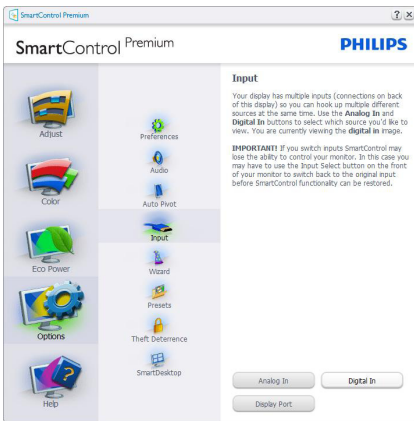 SmartControl Premium
SmartControl Premium
PHILIPS
Adjust
Color
Eco Power
Options
Help
Preferences
Audio
Auto Pivot
Input
Wizard
Presets
Theft Deterrence
SmartDesktop
Input
Your display has multiple inputs (connections on back
of this display) so you can hook up multiple different
sources at the same time. Use the Analog In and
Digital In buttons to select which source you'd like to
view. You are currently viewing the digital in image.
IMPORTANT! If you switch inputs SmartControl may
lose the ability to control your monitor. In this case you
may have to use the Input Select button on the front
of your monitor to switch back to the original input
before SmartControl functionality can be restored.
Analog In
Digital In
Display Port